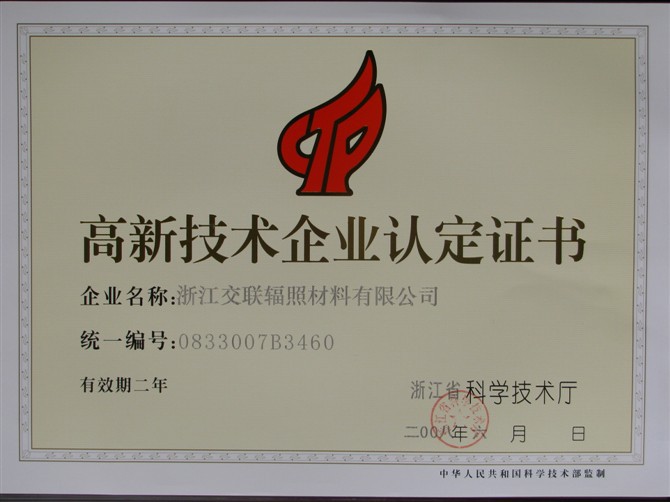 高新技术企业认定证书
企业名称:浙江交联辐照材料有限公司
统一编号:0833007B3460
有效期二年
浙江省科学技术厅
二00八年六月 日
中华人民共和国科学技术部监制